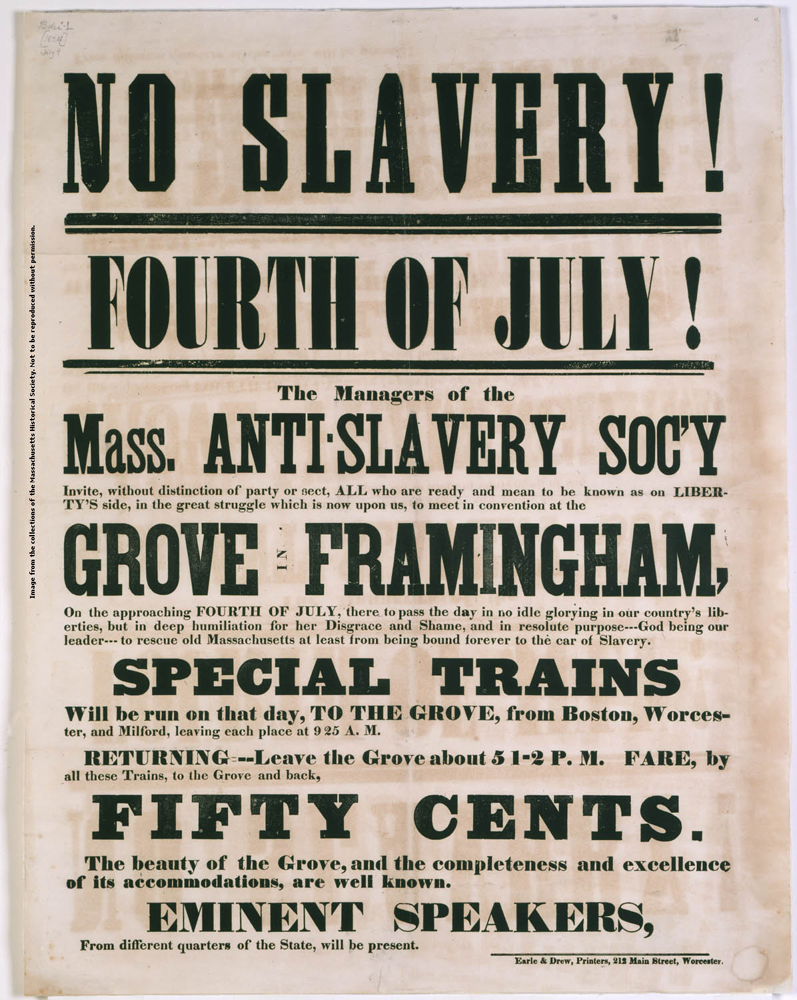 [1854]
July 4
NO SLAVERY!
FOURTH OF JULY!
The Managers of the
Mass. ANTI-SLAVERY SOC'Y
Invite, without distinction of party or sect, ALL who are ready and mean to be known as on LIBER-
TY'S side, in the great struggle which is now upon us, to meet in convention at the
GROVE IN FRAMINGHAM,
On the approaching FOURTH OF JULY, there to pass the day in no idle glorying in our country's lib-
erties, but in deep humiliation for her Disgrace and Shame, and in resolute purpose---God being our
leader---to rescue old Massachusetts at least from being bound forever to the car of Slavery.
SPECIAL TRAINS
Will be run on that day, TO THE GROVE, from Boston, Worces-
ter, and Milford, leaving each place at 9 25 A. M.
RETURNING---Leave the Grove about 5 1-2 P. M. FARE, by
all these Trains, to the Grove and back,
FIFTY CENTS.
The beauty of the Grove, and the completeness and excellence
of its accommodations, are well known.
EMINENT SPEAKERS,
From different quarters of the State, will be present.
Earle & Drew, Printers, 212 Main Street, Worcester.
Image from the collections of the Massachusetts Historical Society. Not to be reproduced without permission.